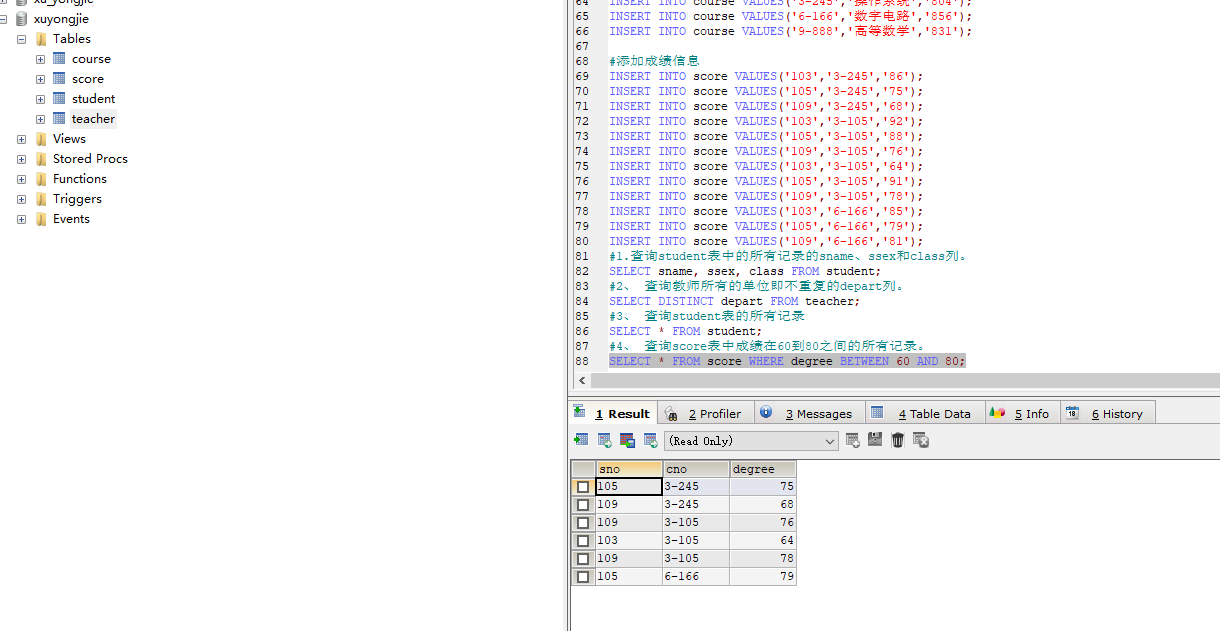 xu_yongjie
xuyongjie
Tables
course
score
student
teacher
Views
Stored Procs
Functions
Triggers
Events
64 INSERT INTO course VALUES('3-245','操作系统','804');
65 INSERT INTO course VALUES('6-166','数字电路','856');
66 INSERT INTO course VALUES('9-888','高等数学','831');
67
68 #添加成绩信息
69 INSERT INTO score VALUES('103','3-245','86');
70 INSERT INTO score VALUES('105','3-245','75');
71 INSERT INTO score VALUES('109','3-245','68');
72 INSERT INTO score VALUES('103','3-105','92');
73 INSERT INTO score VALUES('105','3-105','88');
74 INSERT INTO score VALUES('109','3-105','76');
75 INSERT INTO score VALUES('103','3-105','64');
76 INSERT INTO score VALUES('105','3-105','91');
77 INSERT INTO score VALUES('109','3-105','78');
78 INSERT INTO score VALUES('103','6-166','85');
79 INSERT INTO score VALUES('105','6-166','79');
80 INSERT INTO score VALUES('109','6-166','81');
81 #1.查询student表中的所有记录的sname、ssex和class列。
82 SELECT sname, ssex, class FROM student;
83 #2、 查询教师所有的单位即不重复的depart列。
84 SELECT DISTINCT depart FROM teacher;
85 #3、 查询student表的所有记录
86 SELECT * FROM student;
87 #4、 查询score表中成绩在60到80之间的所有记录。
88 SELECT * FROM score WHERE degree BETWEEN 60 AND 80;
1 Result 2 Profiler 3 Messages 4 Table Data 5 Info 18 6 History
(Read Only)
sno cno degree
105 3-245 75
109 3-245 68
109 3-105 76
103 3-105 64
109 3-105 78
105 6-166 79